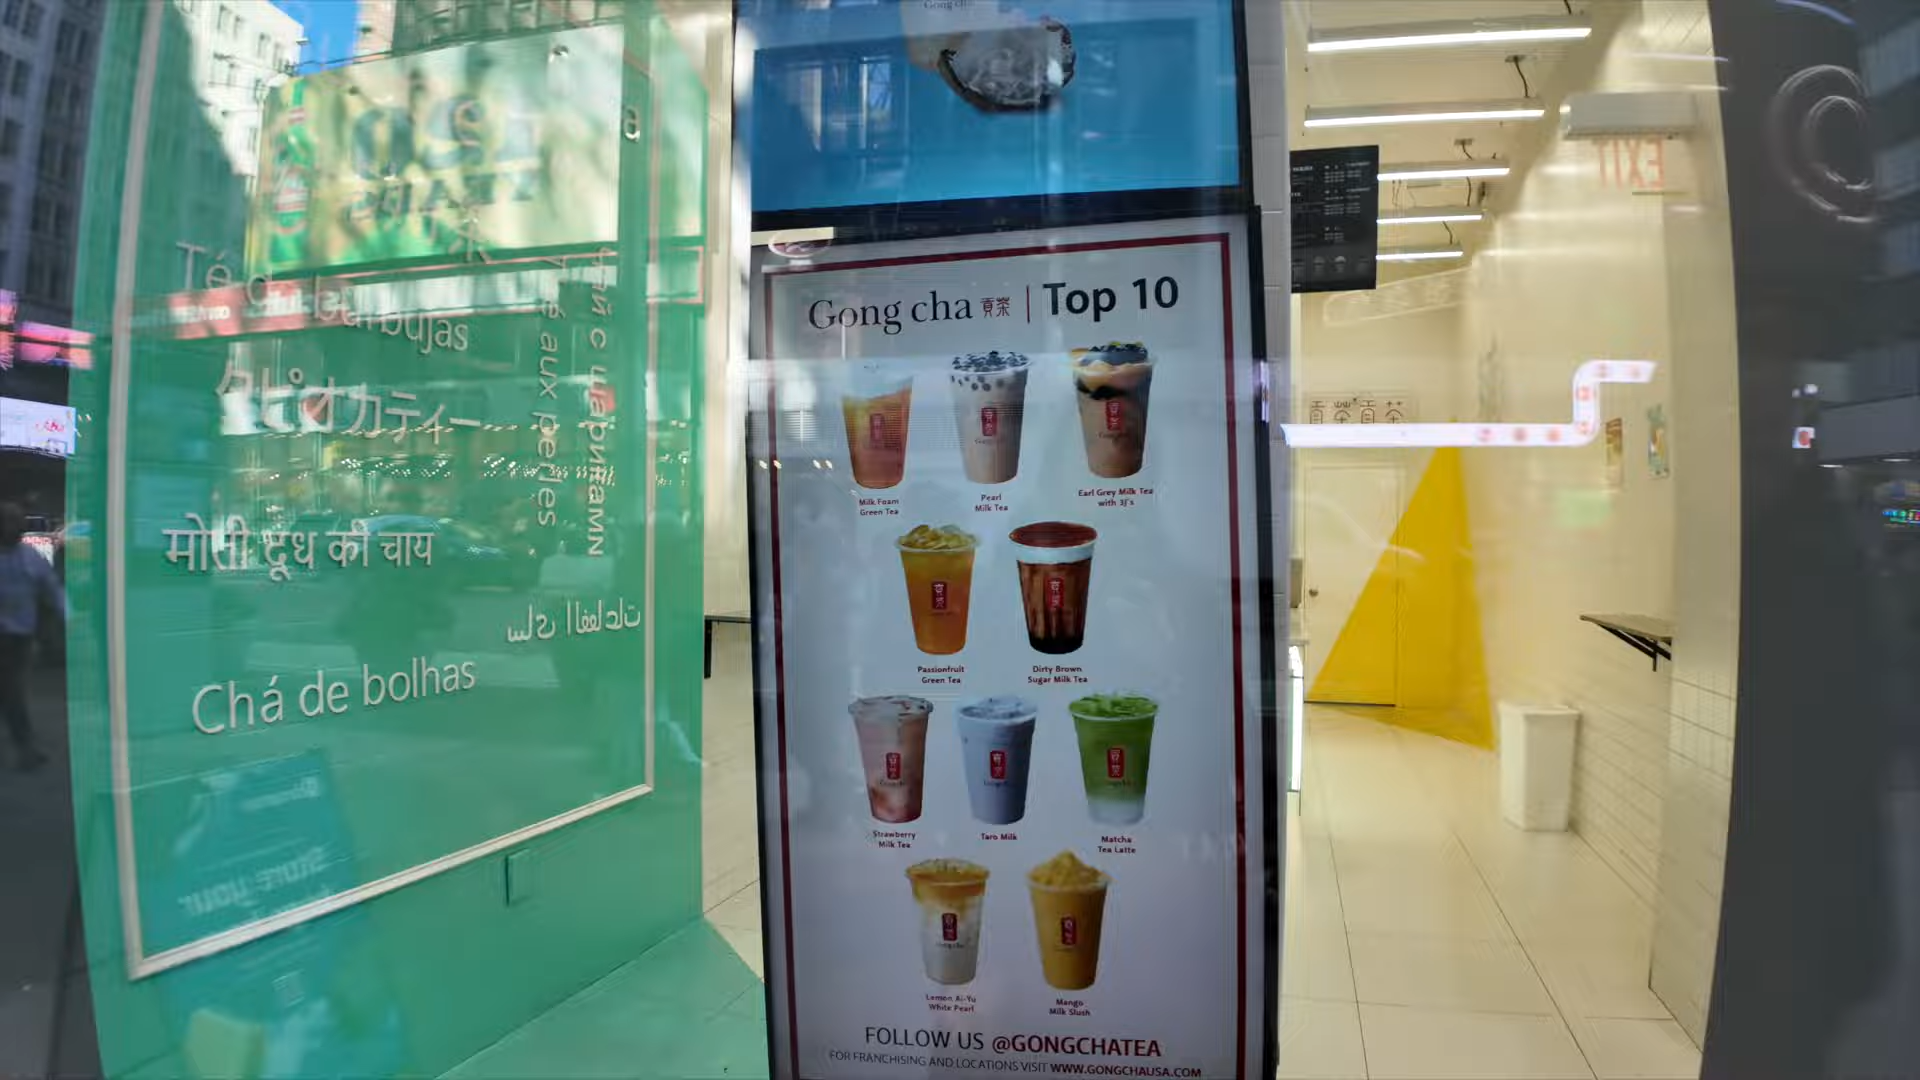 Té de burbujas
タピオカティー
मोती दूध की चाय
Chá de bolhas
é aux perles
й с шариками
Gong cha 貢茶 | Top 10
Milk Foam
Green Tea
Pearl
Milk Tea
Earl Grey Milk Tea
with 3J's
Passionfruit
Green Tea
Dirty Brown
Sugar Milk Tea
Strawberry
Milk Tea
Taro Milk
Matcha
Tea Latte
Lemon Ai-Yu
White Pearl
Mango
Milk Slush
FOLLOW US @GONGCHATEA
FOR FRANCHISING AND LOCATIONS VISIT WWW.GONGCHAUSA.COM
EXIT